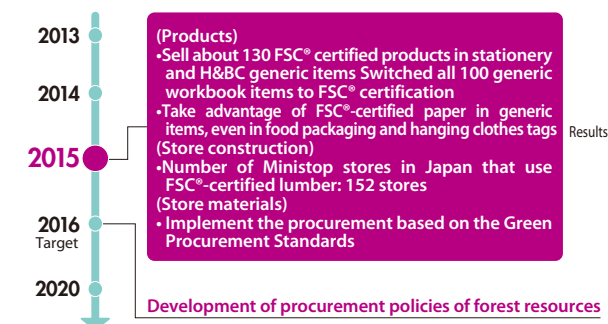 2013
2014
2015
2016
Target
2020
(Products)
•Sell about 130 FSC® certified products in stationery
and H&BC generic items Switched all 100 generic
workbook items to FSC® certification
•Take advantage of FSC®-certified paper in generic
items, even in food packaging and hanging clothes tags
(Store construction)
•Number of Ministop stores in Japan that use
FSC®-certified lumber: 152 stores
(Store materials)
• Implement the procurement based on the Green
Procurement Standards
Results
Development of procurement policies of forest resources